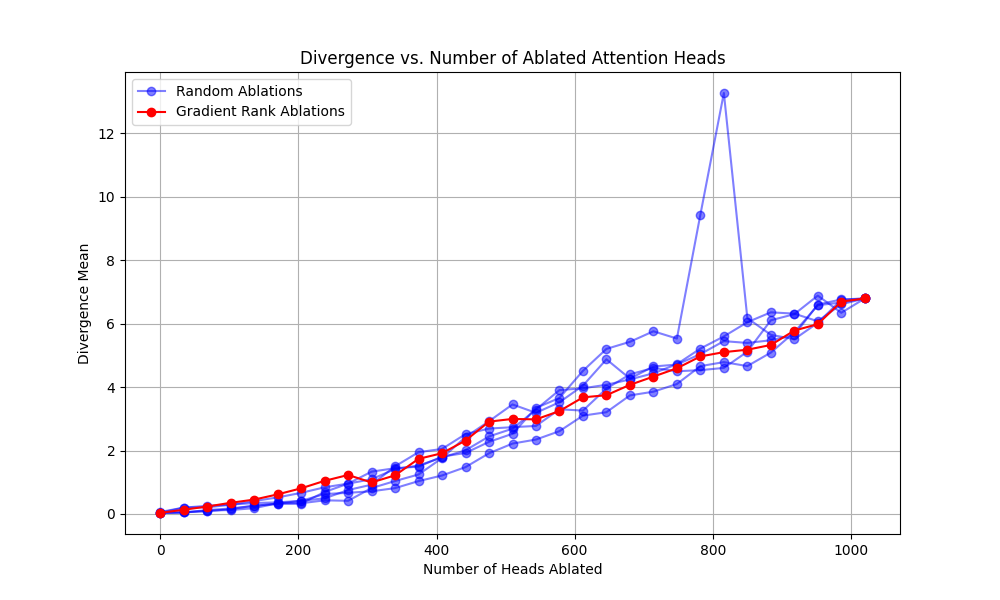 Divergence vs. Number of Ablated Attention Heads
Random Ablations
Gradient Rank Ablations
Divergence Mean
12
10
8
6
4
2
0
0 200 400 600 800 1000
Number of Heads Ablated